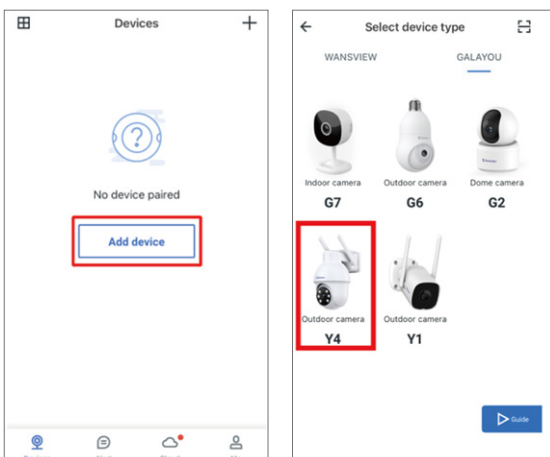 Devices
No device paired
Add device
Select device type
WANSVIEW GALAYOU
Indoor camera Outdoor camera Dome camera
G7 G6 G2
Outdoor camera Outdoor camera
Y4 Y1
Guide